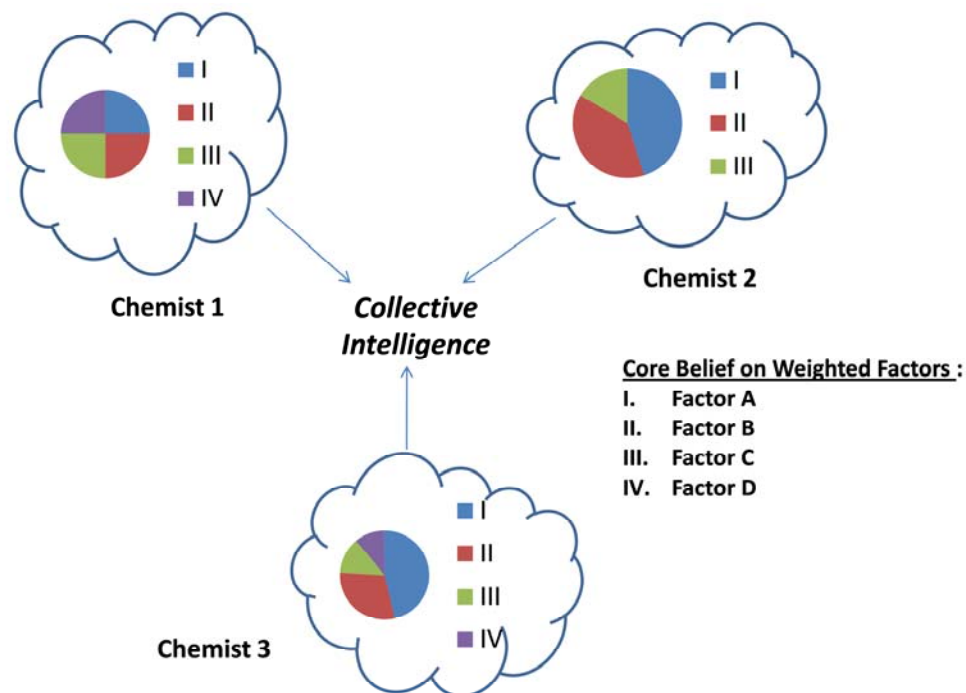 I
II
III
IV
Chemist 1
I
II
III
Chemist 2
Collective
Intelligence
Core Belief on Weighted Factors :
I. Factor A
II. Factor B
III. Factor C
IV. Factor D
I
II
III
IV
Chemist 3